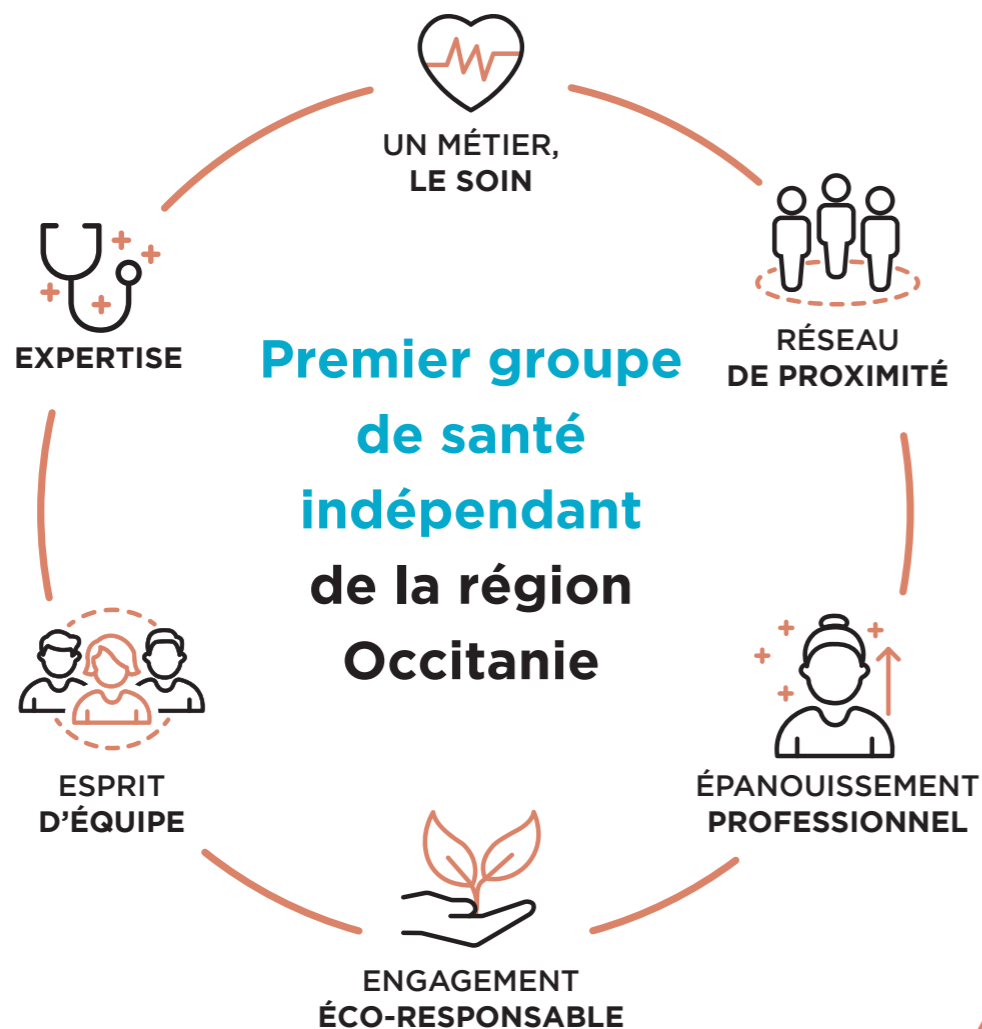 UN MÉTIER,
LE SOIN
RÉSEAU
DE PROXIMITÉ
EXPERTISE
Premier groupe
de santé
indépendant
de la région
Occitanie
ÉPANOUISSEMENT
PROFESSIONNEL
ESPRIT
D’ÉQUIPE
ENGAGEMENT
ÉCO-RESPONSABLE